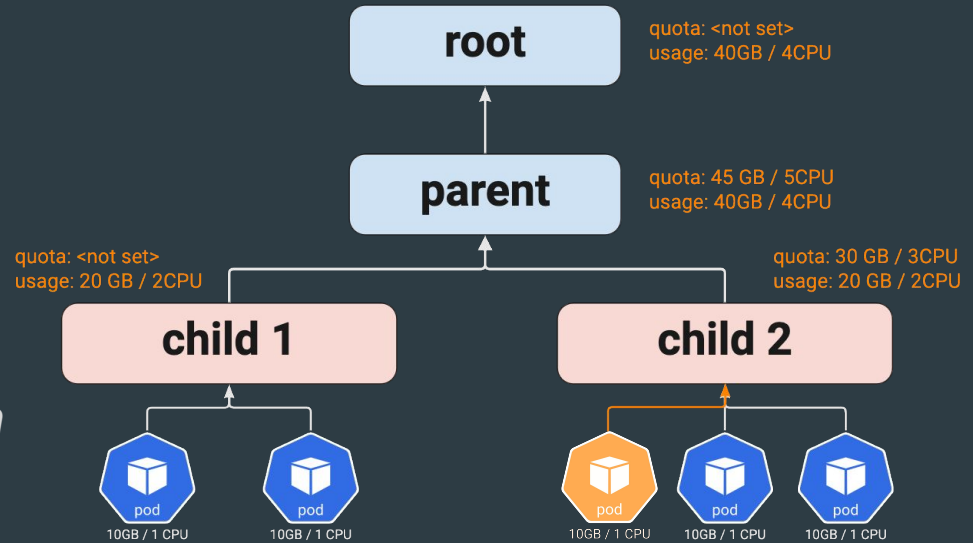 root
quota: <not set>
usage: 40GB / 4CPU
parent
quota: 45 GB / 5CPU
usage: 40GB / 4CPU
quota: <not set>
usage: 20 GB / 2CPU
quota: 30 GB / 3CPU
usage: 20 GB / 2CPU
child 1
child 2
pod
pod
pod
pod
pod
10GB / 1 CPU
10GB / 1 CPU
10GB / 1 CPU
10GB / 1 CPU
10GB / 1 CPU